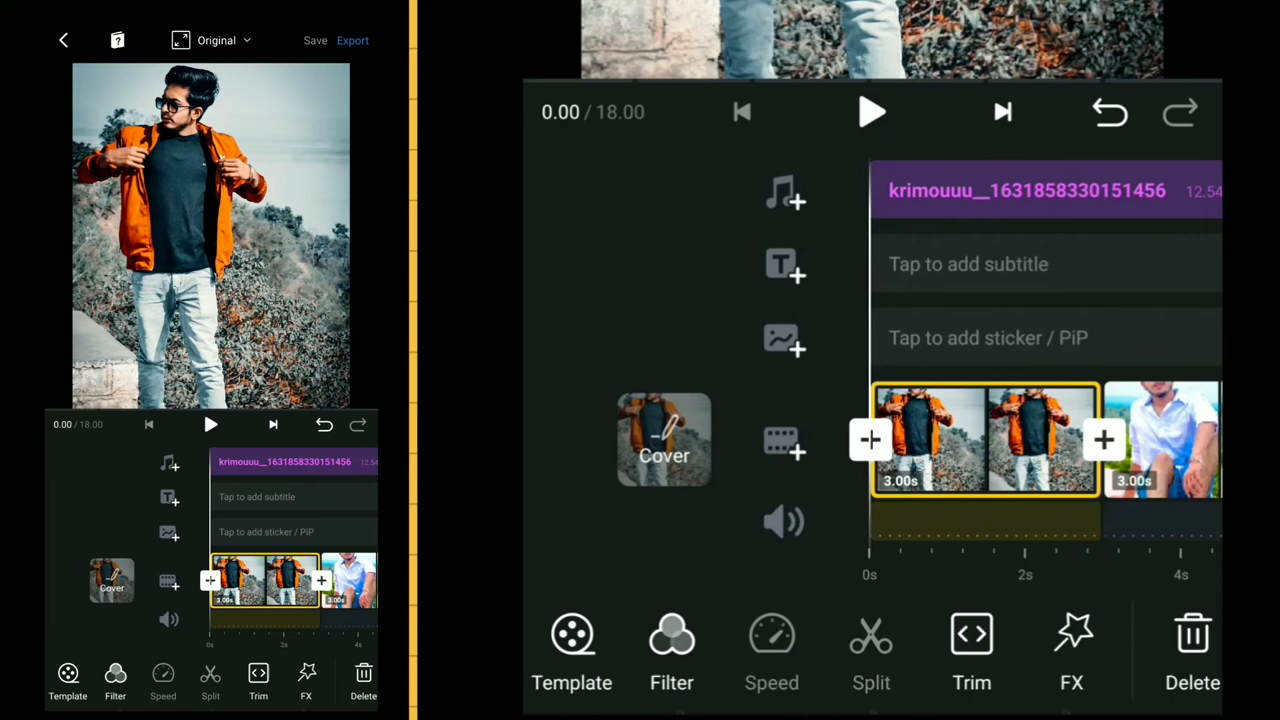 Original
Save
Export
0.00 / 18.00
krimouuu__1631858330151456
12.54
Tap to add subtitle
Tap to add sticker / PiP
Cover
3.00s
3.00s
0s
2s
4s
Template
Filter
Speed
Split
Trim
FX
Delete
0.00 / 18.00
krimouuu__1631858330151456
12.54
Tap to add subtitle
Tap to add sticker / PiP
Cover
3.00s
3.00s
0s
2s
4s
Template
Filter
Speed
Split
Trim
FX
Delete